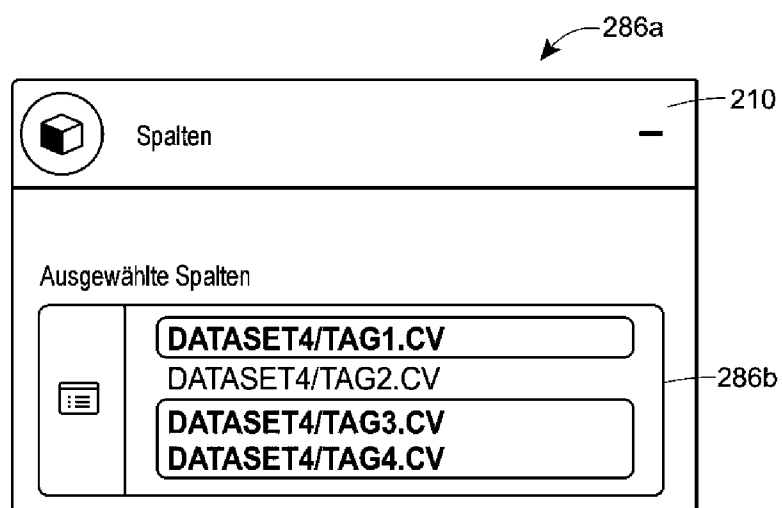 286a
210
Spalten
Ausgewählte Spalten
DATASET4/TAG1.CV
DATASET4/TAG2.CV
286b
DATASET4/TAG3.CV
DATASET4/TAG4.CV